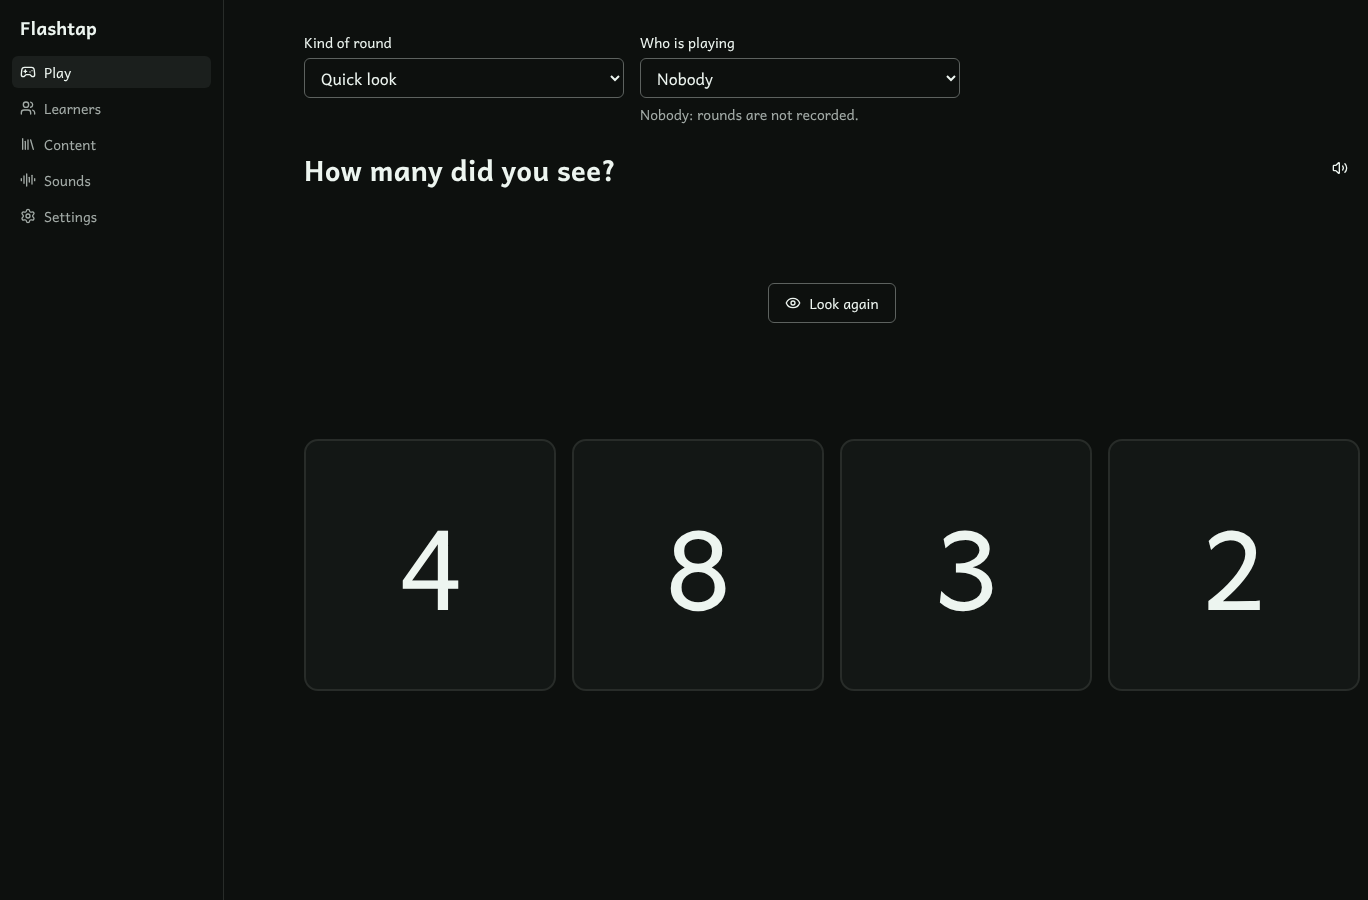 Flashtap
Play
Learners
Content
Sounds
Settings
Kind of round
Quick look
Who is playing
Nobody
Nobody: rounds are not recorded.
How many did you see?
Look again
4
8
3
2